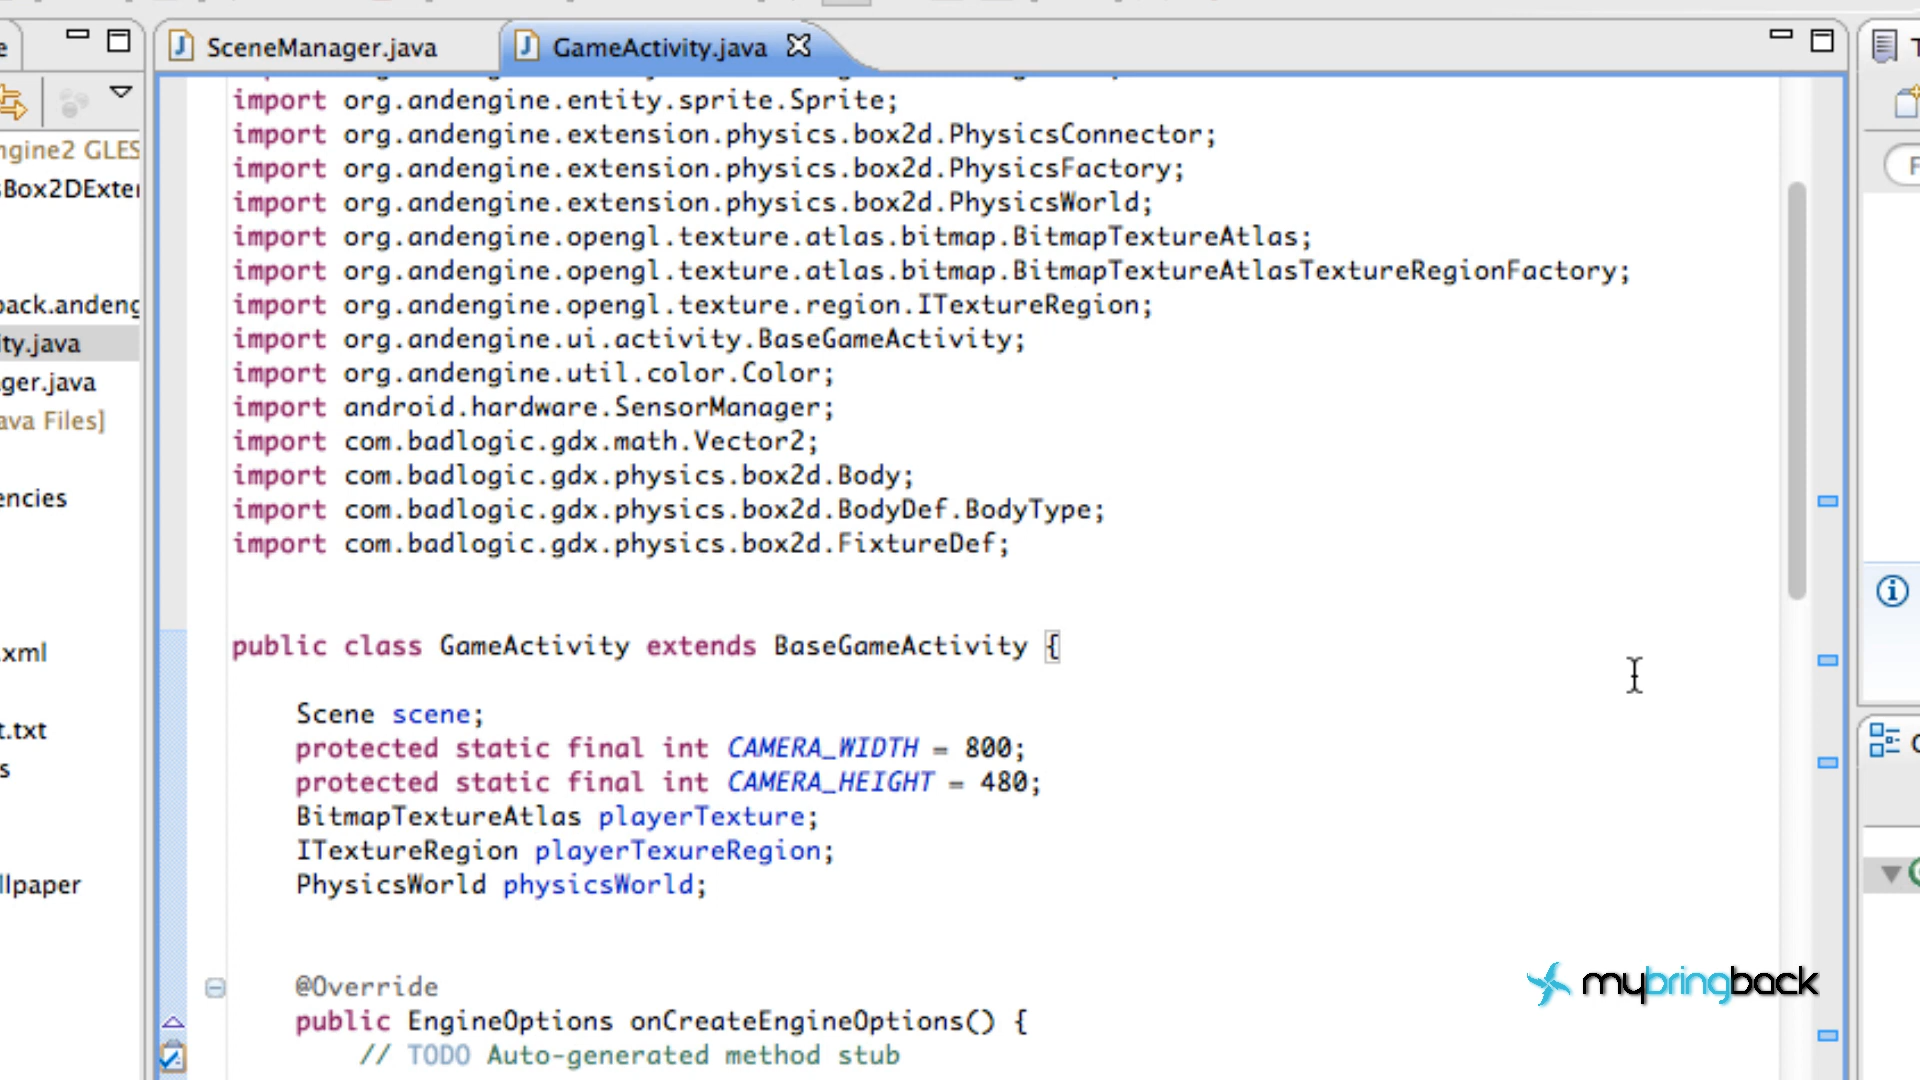 SceneManager.java
GameActivity.java
import org.andengine.entity.sprite.Sprite;
import org.andengine.extension.physics.box2d.PhysicsConnector;
import org.andengine.extension.physics.box2d.PhysicsFactory;
import org.andengine.extension.physics.box2d.PhysicsWorld;
import org.andengine.opengl.texture.atlas.bitmap.BitmapTextureAtlas;
import org.andengine.opengl.texture.atlas.bitmap.BitmapTextureAtlasTextureRegionFactory;
import org.andengine.opengl.texture.region.ITextureRegion;
import org.andengine.ui.activity.BaseGameActivity;
import org.andengine.util.color.Color;
import android.hardware.SensorManager;
import com.badlogic.gdx.math.Vector2;
import com.badlogic.gdx.physics.box2d.Body;
import com.badlogic.gdx.physics.box2d.BodyDef.BodyType;
import com.badlogic.gdx.physics.box2d.FixtureDef;
public class GameActivity extends BaseGameActivity {
Scene scene;
protected static final int CAMERA_WIDTH = 800;
protected static final int CAMERA_HEIGHT = 480;
BitmapTextureAtlas playerTexture;
ITextureRegion playerTexureRegion;
PhysicsWorld physicsWorld;
@Override
public EngineOptions onCreateEngineOptions() {
// TODO Auto-generated method stub
ngine2 GLES
sBox2DExter
back.andeng
ity.java
ger.java
ava Files]
encies
.xml
t.txt
s
llpaper
mybringback